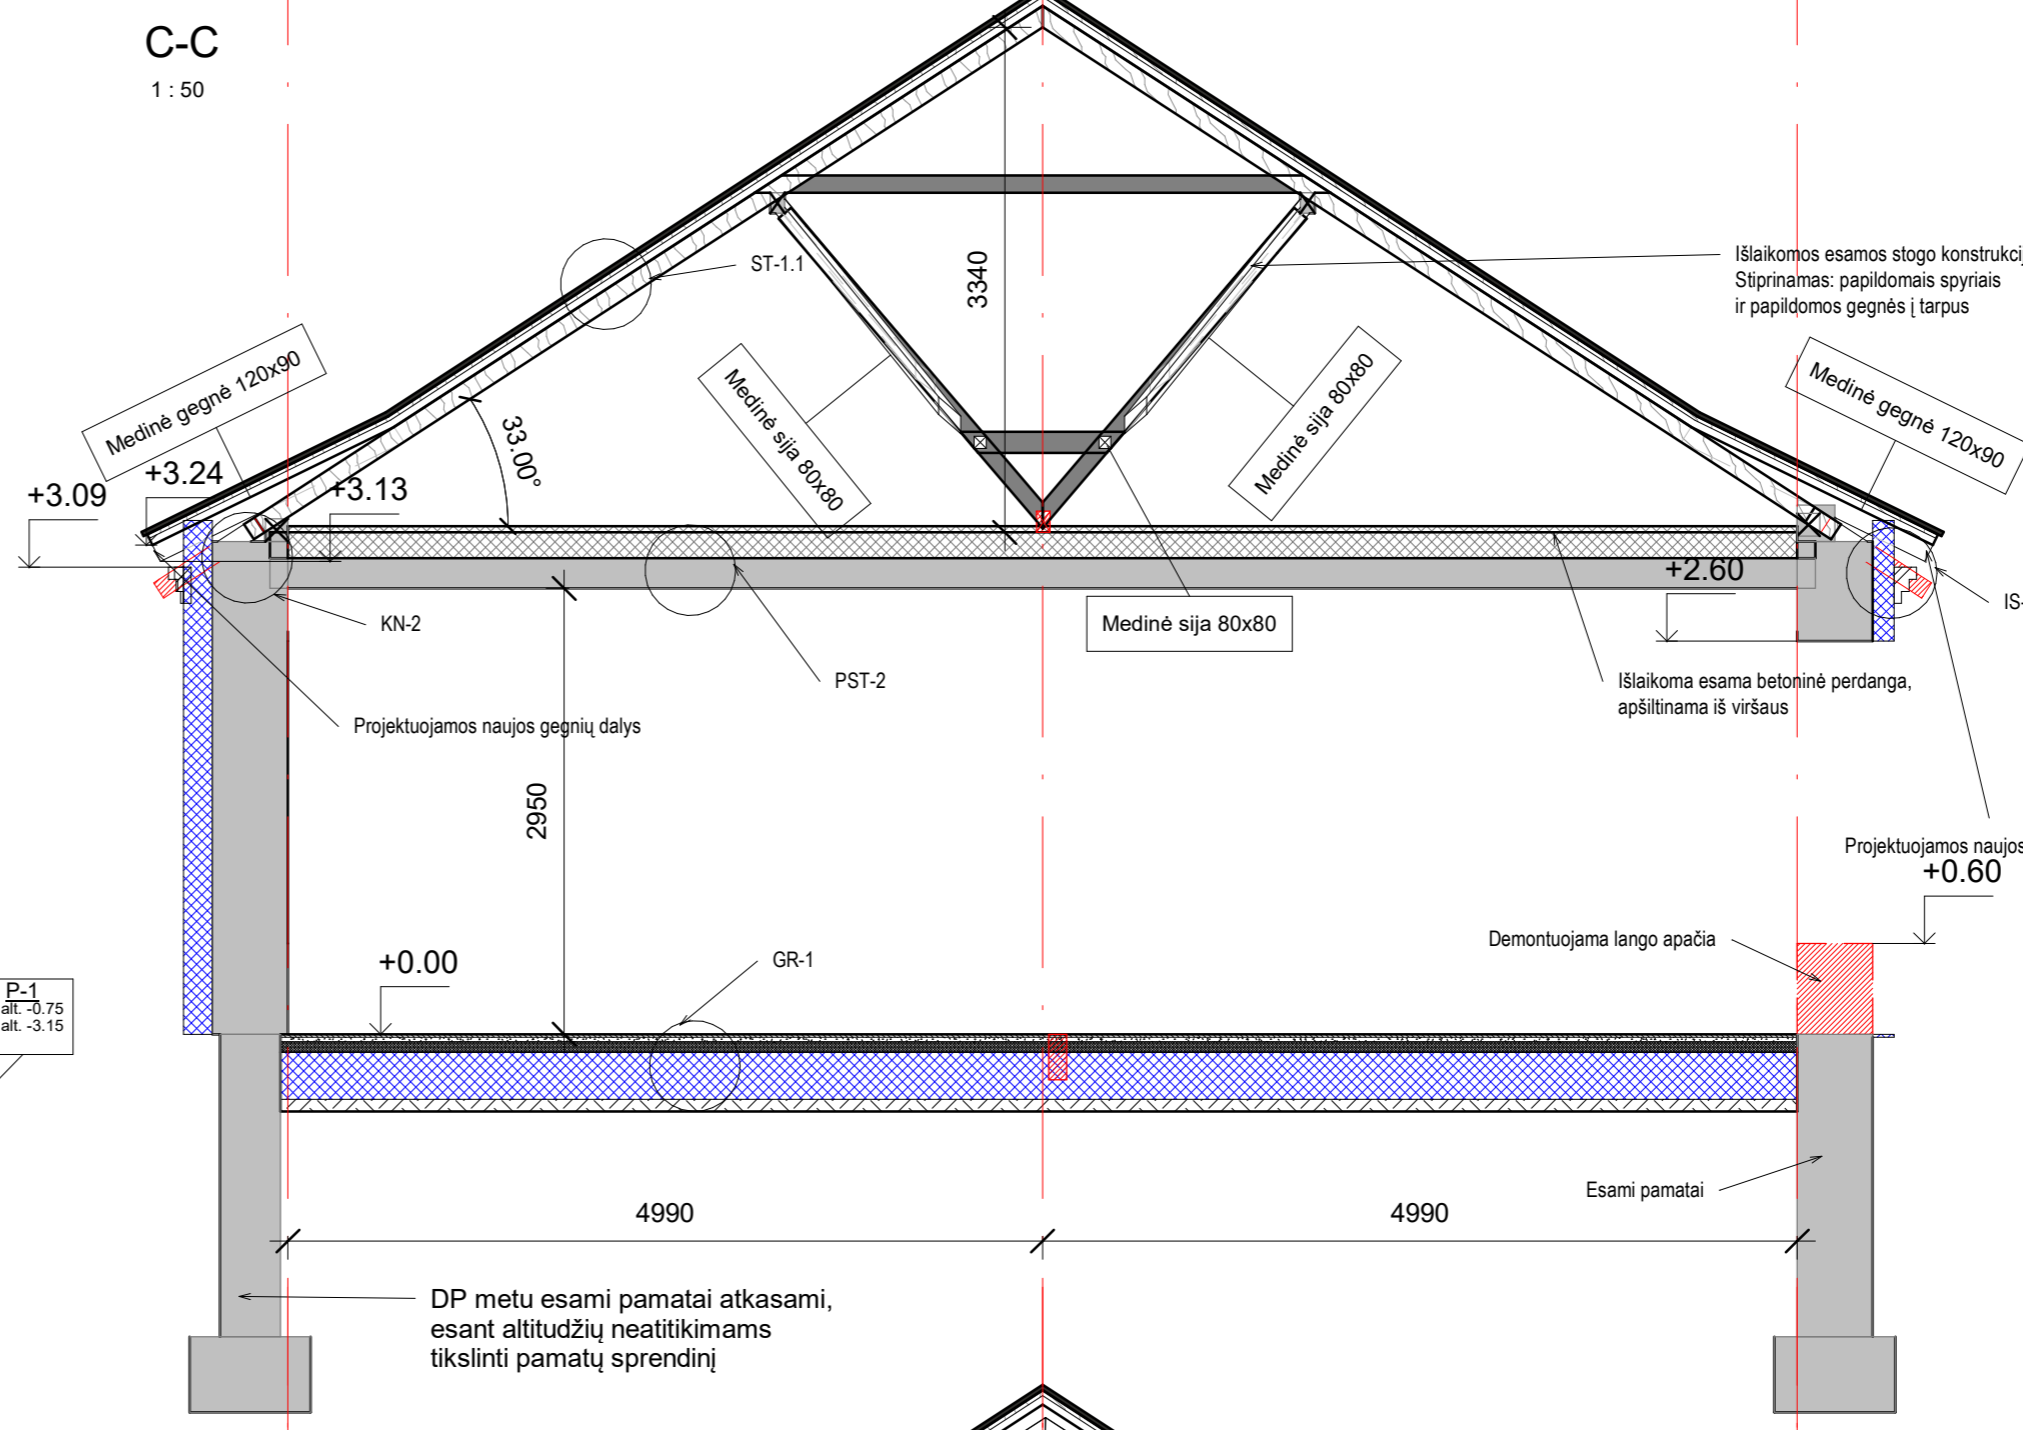 C-C
1 : 50
ST-1.1
3340
Išlaikomos esamos stogo konstrukcij
Stiprinamas: papildomais spyriais
ir papildomos gegnės į tarpus
Medinė gegnė 120x90
Medinė sija 80x80
Medinė sija 80x80
Medinė gegnė 120x90
33.00°
+3.09
+3.24
+3.13
+2.60
KN-2
PST-2
Medinė sija 80x80
IS-
Išlaikoma esama betoninė perdanga,
apšiltinama iš viršaus
Projektuojamos naujos gegnių dalys
2950
Projektuojamos naujos
+0.60
Demontuojama lango apačia
+0.00
GR-1
P-1
alt. -0.75
alt. -3.15
Esami pamatai
4990
4990
DP metu esami pamatai atkasami,
esant altitudžių neatitikimams
tikslinti pamatų sprendinį